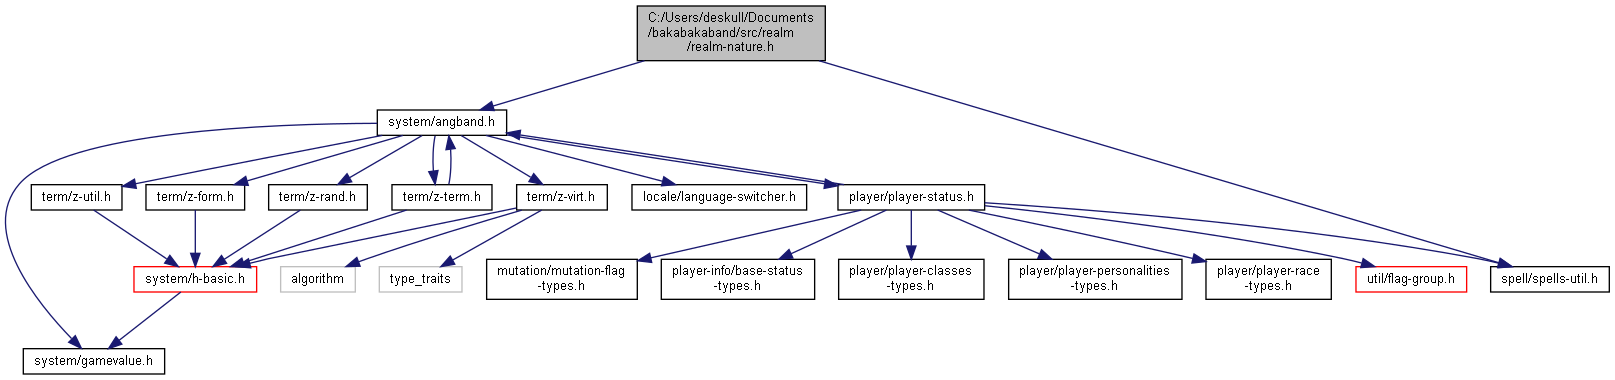 C:/Users/deskull/Documents
/bakabakaband/src/realm
/realm-nature.h
system/angband.h
term/z-util.h
term/z-form.h
term/z-rand.h
term/z-term.h
term/z-virt.h
locale/language-switcher.h
player/player-status.h
system/h-basic.h
algorithm
type_traits
mutation/mutation-flag
-types.h
player-info/base-status
-types.h
player/player-classes
-types.h
player/player-personalities
-types.h
player/player-race
-types.h
util/flag-group.h
spell/spells-util.h
system/gamevalue.h